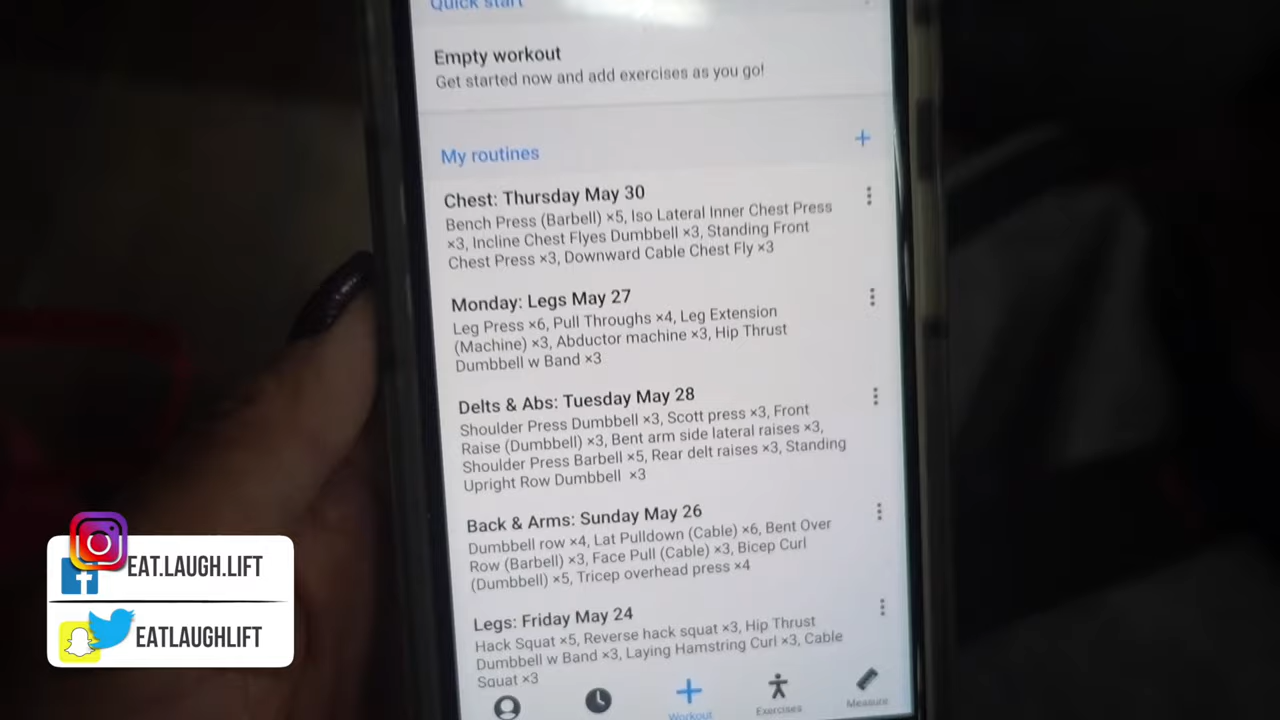 Quick start
Empty workout
Get started now and add exercises as you go!
My routines
Chest: Thursday May 30
Bench Press (Barbell) ×5, Iso Lateral Inner Chest Press
×3, Incline Chest Flyes Dumbbell ×3, Standing Front
Chest Press ×3, Downward Cable Chest Fly ×3
Monday: Legs May 27
Leg Press ×6, Pull Throughs ×4, Leg Extension
(Machine) ×3, Abductor machine ×3, Hip Thrust
Dumbbell w Band ×3
Delts & Abs: Tuesday May 28
Shoulder Press Dumbbell ×3, Scott press ×3, Front
Raise (Dumbbell) ×3, Bent arm side lateral raises ×3,
Shoulder Press Barbell ×5, Rear delt raises ×3, Standing
Upright Row Dumbbell ×3
Back & Arms: Sunday May 26
Dumbbell row ×4, Lat Pulldown (Cable) ×6, Bent Over
Row (Barbell) ×3, Face Pull (Cable) ×3, Bicep Curl
(Dumbbell) ×5, Tricep overhead press ×4
Legs: Friday May 24
Hack Squat ×5, Reverse hack squat ×3, Hip Thrust
Dumbbell w Band ×3, Laying Hamstring Curl ×3, Cable
Squat ×3
Workout
Exercises
Measure
EAT.LAUGH.LIFT
EATLAUGHLIFT